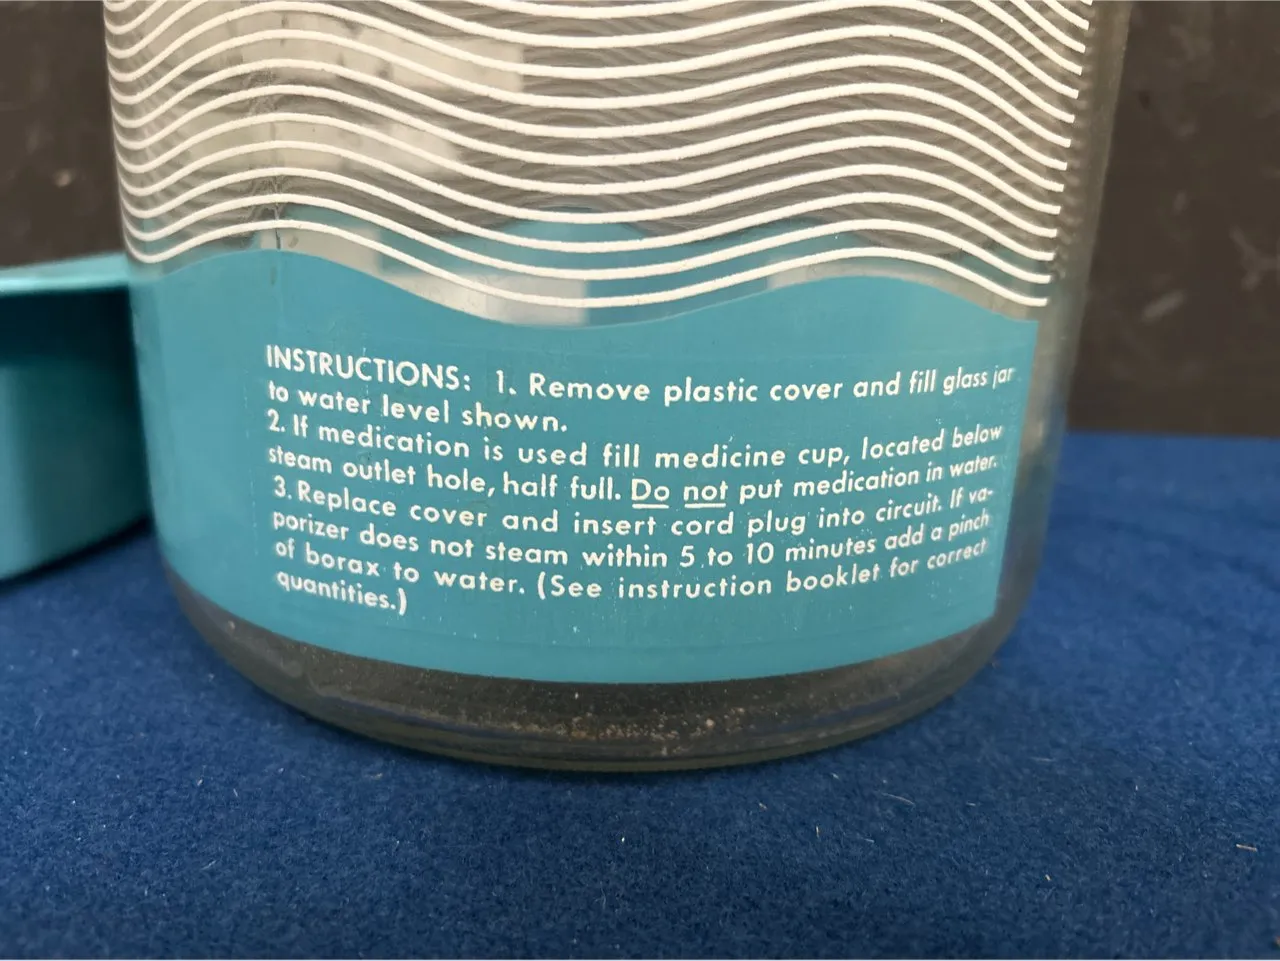 INSTRUCTIONS: 1. Remove plastic cover and fill glass jar
to water level shown.
2. If medication is used fill medicine cup, located below
steam outlet hole, half full. Do not put medication in water.
3. Replace cover and insert cord plug into circuit. If va-
porizer does not steam within 5 to 10 minutes add a pinch
of borax to water. (See instruction booklet for correct
quantities.)